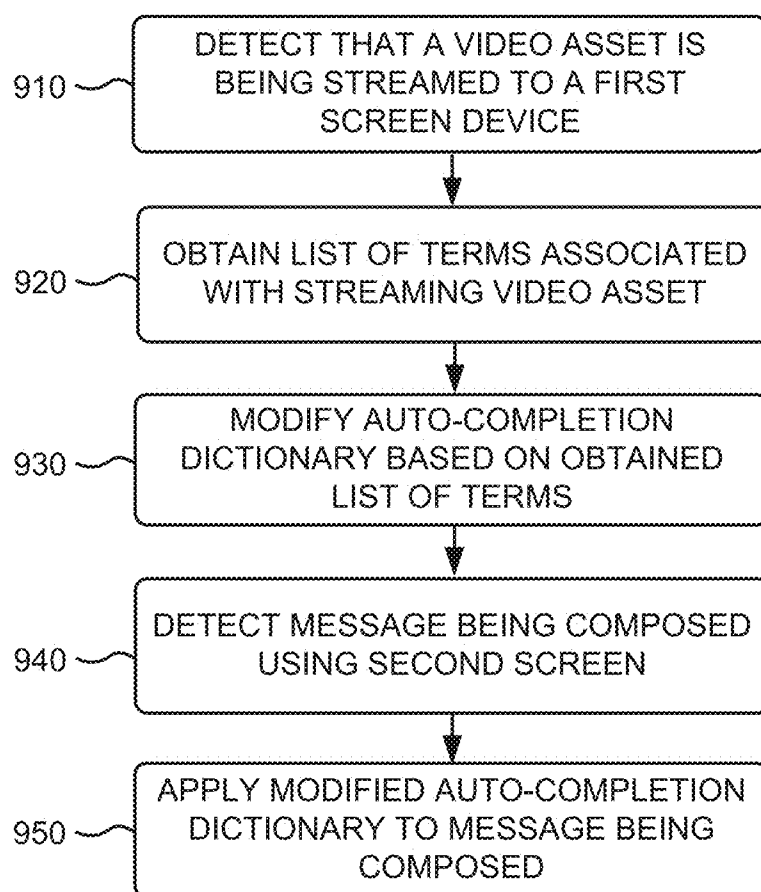 910
DETECT THAT A VIDEO ASSET IS
BEING STREAMED TO A FIRST
SCREEN DEVICE
920
OBTAIN LIST OF TERMS ASSOCIATED
WITH STREAMING VIDEO ASSET
930
MODIFY AUTO-COMPLETION
DICTIONARY BASED ON OBTAINED
LIST OF TERMS
940
DETECT MESSAGE BEING COMPOSED
USING SECOND SCREEN
950
APPLY MODIFIED AUTO-COMPLETION
DICTIONARY TO MESSAGE BEING
COMPOSED